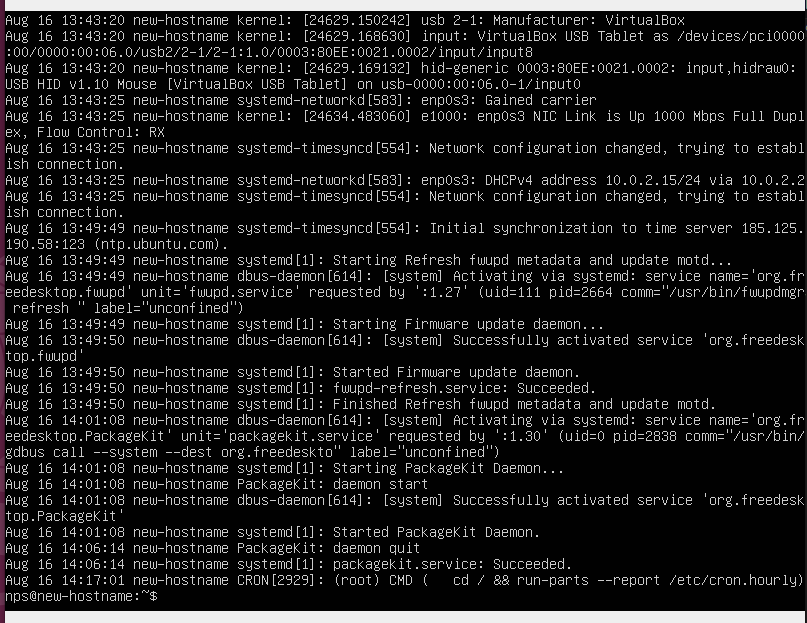 Aug 16 13:43:20 new-hostname kernel: [24629.150242] usb 2-1: Manufacturer: VirtualBox
Aug 16 13:43:20 new-hostname kernel: [24629.168630] input: VirtualBox USB Tablet as /devices/pci0000
:00/0000:00:06.0/usb2/2-1/2-1:1.0/0003:80EE:0021.0002/input/input8
Aug 16 13:43:20 new-hostname kernel: [24629.169132] hid-generic 0003:80EE:0021.0002: input,hidraw0:
USB HID v1.10 Mouse [VirtualBox USB Tablet] on usb-0000:00:06.0-1/input0
Aug 16 13:43:25 new-hostname systemd-networkd[583]: enp0s3: Gained carrier
Aug 16 13:43:25 new-hostname kernel: [24634.483060] e1000: enp0s3 NIC Link is Up 1000 Mbps Full Dupl
ex, Flow Control: RX
Aug 16 13:43:25 new-hostname systemd-timesyncd[554]: Network configuration changed, trying to establ
ish connection.
Aug 16 13:43:25 new-hostname systemd-networkd[583]: enp0s3: DHCPv4 address 10.0.2.15/24 via 10.0.2.2
Aug 16 13:43:25 new-hostname systemd-timesyncd[554]: Network configuration changed, trying to establ
ish connection.
Aug 16 13:49:49 new-hostname systemd-timesyncd[554]: Initial synchronization to time server 185.125.
190.58:123 (ntp.ubuntu.com).
Aug 16 13:49:49 new-hostname systemd[1]: Starting Refresh fwupd metadata and update motd...
Aug 16 13:49:49 new-hostname dbus-daemon[614]: [system] Activating via systemd: service name='org.fr
eedesktop.fwupd' unit='fwupd.service' requested by ':1.27' (uid=111 pid=2664 comm="/usr/bin/fwupdmgr
 refresh " label="unconfined")
Aug 16 13:49:49 new-hostname systemd[1]: Starting Firmware update daemon...
Aug 16 13:49:50 new-hostname dbus-daemon[614]: [system] Successfully activated service 'org.freedesk
top.fwupd'
Aug 16 13:49:50 new-hostname systemd[1]: Started Firmware update daemon.
Aug 16 13:49:50 new-hostname systemd[1]: fwupd-refresh.service: Succeeded.
Aug 16 13:49:50 new-hostname systemd[1]: Finished Refresh fwupd metadata and update motd.
Aug 16 14:01:08 new-hostname dbus-daemon[614]: [system] Activating via systemd: service name='org.fr
eedesktop.PackageKit' unit='packagekit.service' requested by ':1.30' (uid=0 pid=2838 comm="/usr/bin/
gdbus call --system --dest org.freedeskto" label="unconfined")
Aug 16 14:01:08 new-hostname systemd[1]: Starting PackageKit Daemon...
Aug 16 14:01:08 new-hostname PackageKit: daemon start
Aug 16 14:01:08 new-hostname dbus-daemon[614]: [system] Successfully activated service 'org.freedesk
top.PackageKit'
Aug 16 14:01:08 new-hostname systemd[1]: Started PackageKit Daemon.
Aug 16 14:06:14 new-hostname PackageKit: daemon quit
Aug 16 14:06:14 new-hostname systemd[1]: packagekit.service: Succeeded.
Aug 16 14:17:01 new-hostname CRON[2929]: (root) CMD (   cd / && run-parts --report /etc/cron.hourly)
nps@new-hostname:~$